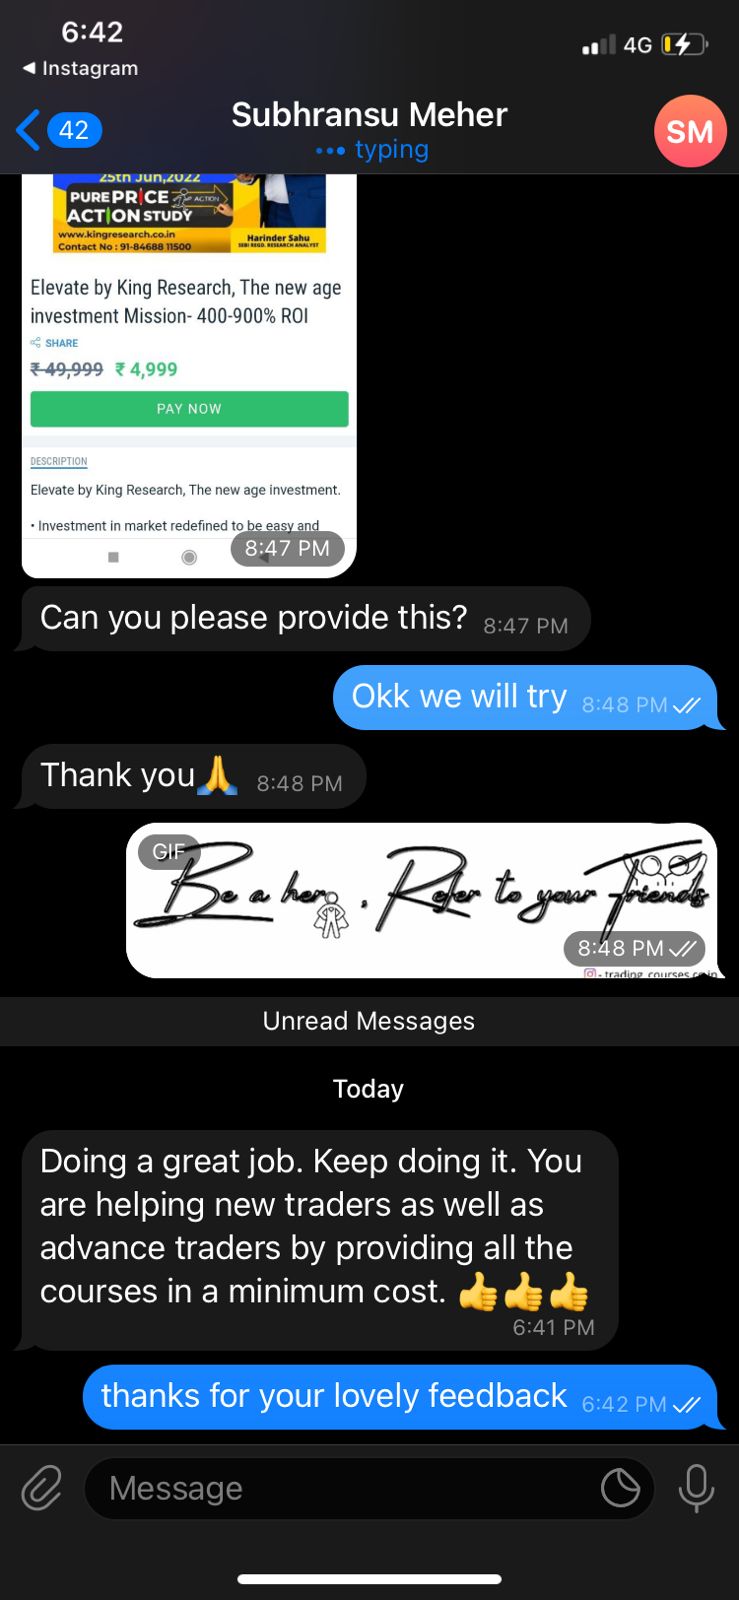 6:42
4G
Instagram
42
Subhransu Meher
typing
SM
25th Jun,2022
PURE PRICE
ACTION
ACTION STUDY
www.kingresearch.co.in
Contact No : 91-84688 11500
Harinder Sahu
SEBI REGD. RESEARCH ANALYST
Elevate by King Research, The new age
investment Mission- 400-900% ROI
SHARE
₹ 49,999 ₹ 4,999
PAY NOW
DESCRIPTION
Elevate by King Research, The new age investment.
• Investment in market redefined to be easy and
8:47 PM
Can you please provide this? 8:47 PM
Okk we will try 8:48 PM
Thank you🙏 8:48 PM
GIF
Be a hero , Refer to your Friends
8:48 PM
- trading_courses.co.in
Unread Messages
Today
Doing a great job. Keep doing it. You
are helping new traders as well as
advance traders by providing all the
courses in a minimum cost. 👍👍👍
6:41 PM
thanks for your lovely feedback 6:42 PM
Message